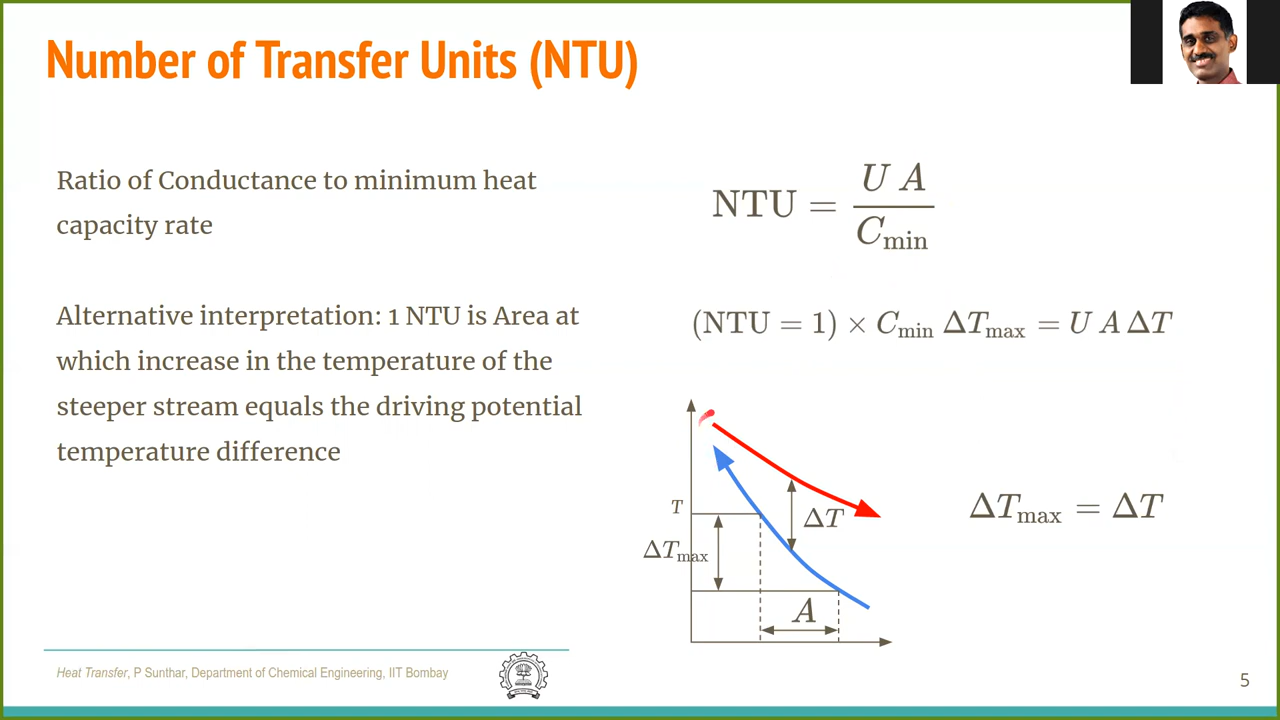 Number of Transfer Units (NTU)
Ratio of Conductance to minimum heat
capacity rate
Alternative interpretation: 1 NTU is Area at
which increase in the temperature of the
steeper stream equals the driving potential
temperature difference
NTU = U A / C_min
(NTU = 1) × C_min ΔT_max = U A ΔT
T
ΔT
ΔT_max
A
ΔT_max = ΔT
Heat Transfer, P Sunthar, Department of Chemical Engineering, IIT Bombay
5